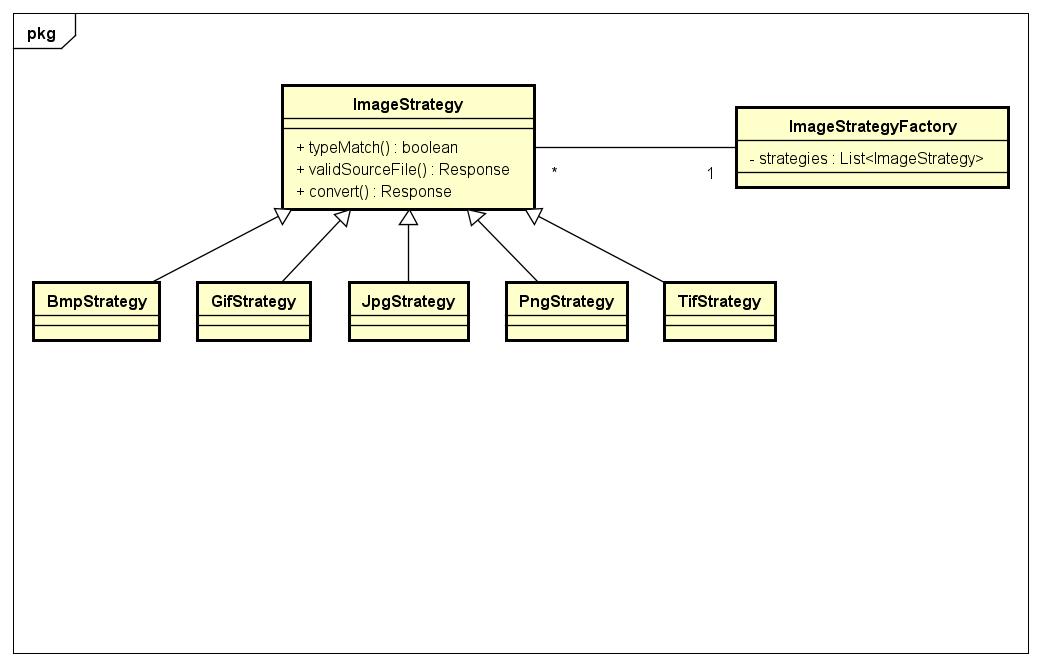 pkg
ImageStrategy
+ typeMatch() : boolean
+ validSourceFile() : Response
+ convert() : Response
ImageStrategyFactory
- strategies : List<ImageStrategy>
*
1
BmpStrategy
GifStrategy
JpgStrategy
PngStrategy
TifStrategy